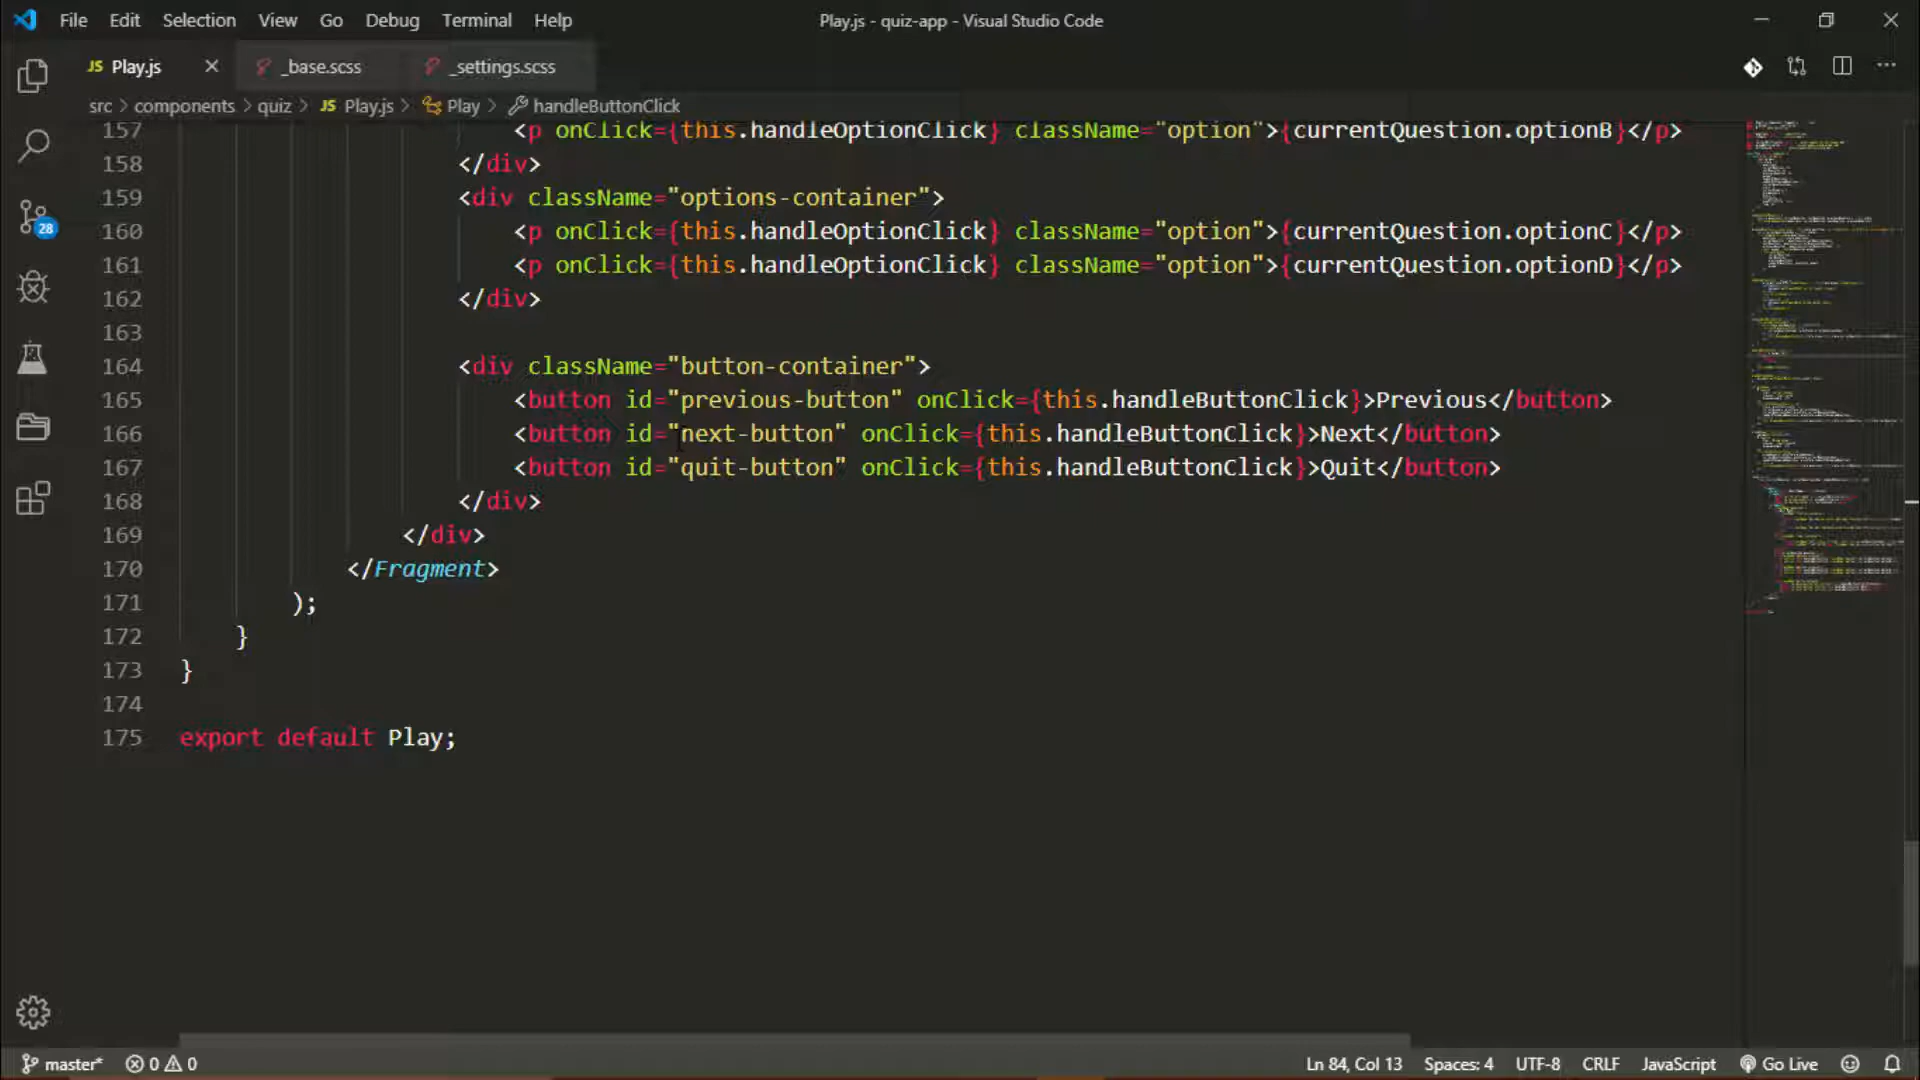 File Edit Selection View Go Debug Terminal Help Play.js - quiz-app - Visual Studio Code
JS Play.js _base.scss _settings.scss
src > components > quiz > JS Play.js > Play > handleButtonClick
157 <p onClick={this.handleOptionClick} className="option">{currentQuestion.optionB}</p>
158 </div>
159 <div className="options-container">
160 <p onClick={this.handleOptionClick} className="option">{currentQuestion.optionC}</p>
161 <p onClick={this.handleOptionClick} className="option">{currentQuestion.optionD}</p>
162 </div>
163
164 <div className="button-container">
165 <button id="previous-button" onClick={this.handleButtonClick}>Previous</button>
166 <button id="next-button" onClick={this.handleButtonClick}>Next</button>
167 <button id="quit-button" onClick={this.handleButtonClick}>Quit</button>
168 </div>
169 </div>
170 </Fragment>
171 );
172 }
173 }
174
175 export default Play;
28
master* 0 0 Ln 84, Col 13 Spaces: 4 UTF-8 CRLF JavaScript Go Live